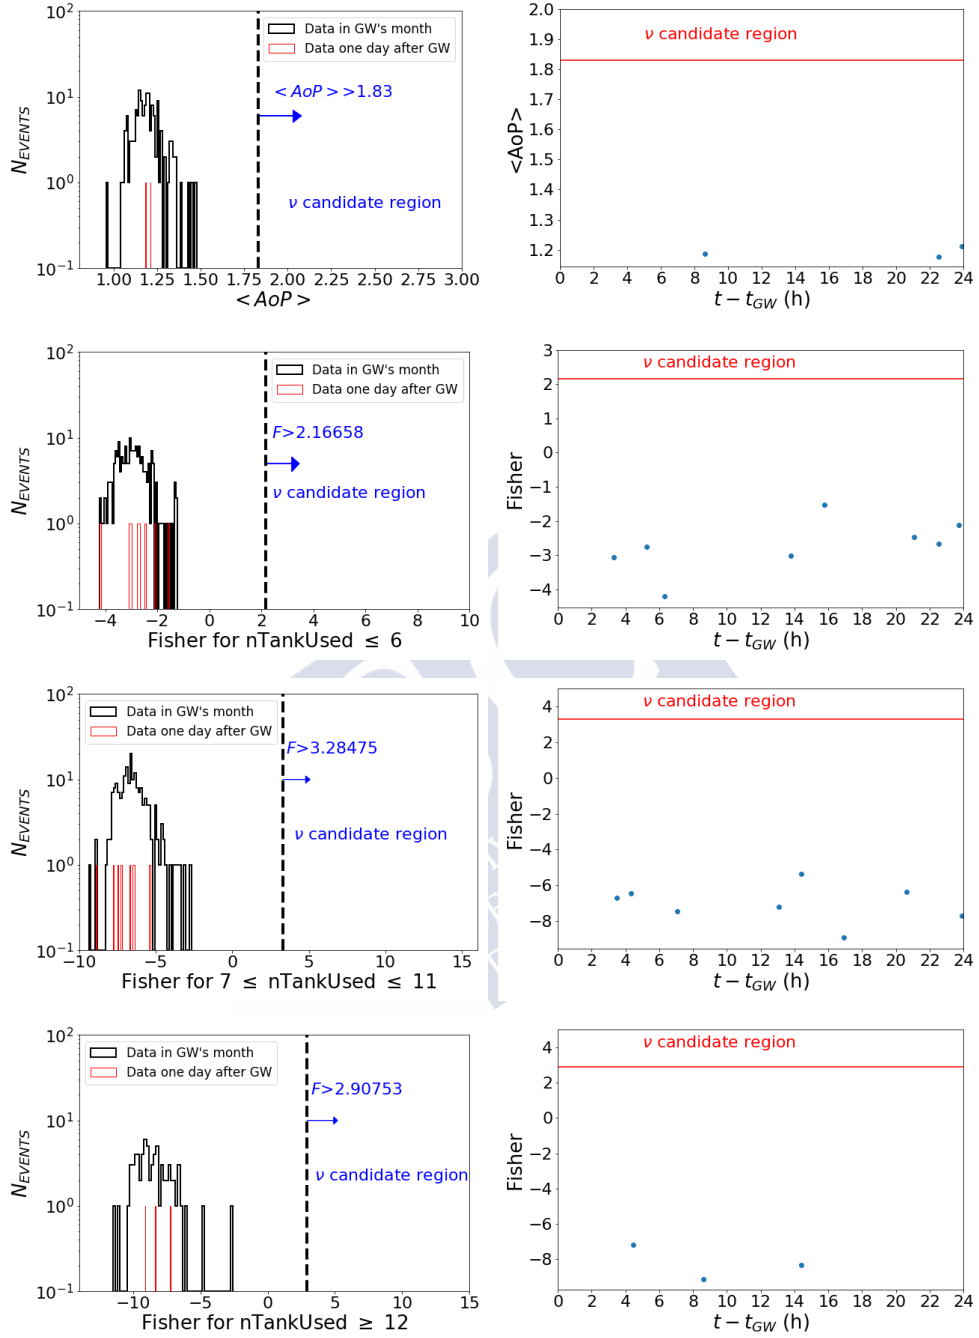 10²
10¹
10⁰
10⁻¹
N_EVENTS
Data in GW's month
Data one day after GW
<AoP> >1.83
ν candidate region
1.00 1.25 1.50 1.75 2.00 2.25 2.50 2.75 3.00
<AoP>
2.0
1.9
1.8
1.7
1.6
1.5
1.4
1.3
1.2
<AoP>
ν candidate region
0 2 4 6 8 10 12 14 16 18 20 22 24
t − t_GW (h)
10²
10¹
10⁰
10⁻¹
N_EVENTS
Data in GW's month
Data one day after GW
F>2.16658
ν candidate region
−4 −2 0 2 4 6 8 10
Fisher for nTankUsed ≤ 6
3
2
1
0
−1
−2
−3
−4
Fisher
ν candidate region
0 2 4 6 8 10 12 14 16 18 20 22 24
t − t_GW (h)
10²
10¹
10⁰
10⁻¹
N_EVENTS
Data in GW's month
Data one day after GW
F>3.28475
ν candidate region
−10 −5 0 5 10 15
Fisher for 7 ≤ nTankUsed ≤ 11
4
2
0
−2
−4
−6
−8
Fisher
ν candidate region
0 2 4 6 8 10 12 14 16 18 20 22 24
t − t_GW (h)
10²
10¹
10⁰
10⁻¹
N_EVENTS
Data in GW's month
Data one day after GW
F>2.90753
ν candidate region
−10 −5 0 5 10 15
Fisher for nTankUsed ≥ 12
4
2
0
−2
−4
−6
−8
Fisher
ν candidate region
0 2 4 6 8 10 12 14 16 18 20 22 24
t − t_GW (h)